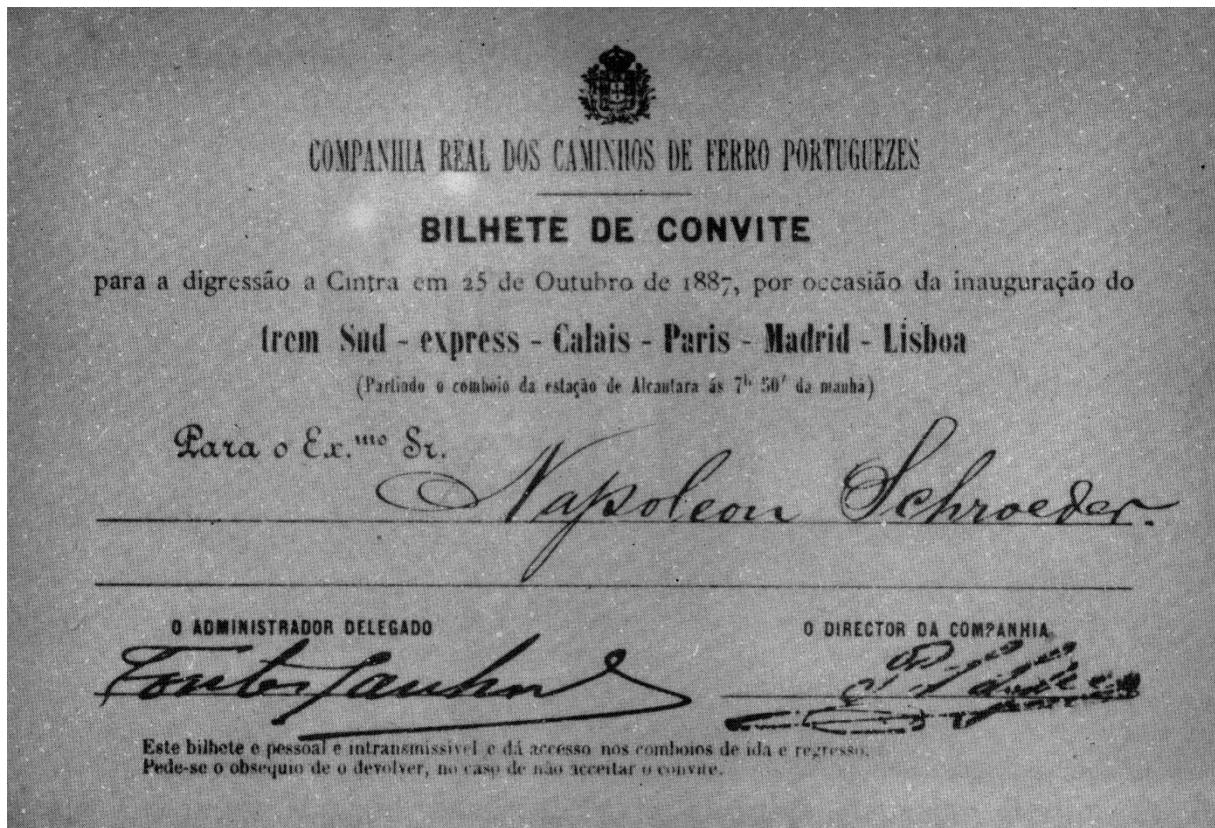 COMPANHIA REAL DOS CAMINHOS DE FERRO PORTUGUEZES
BILHETE DE CONVITE
para a digressão a Cintra em 25 de Outubro de 1887, por occasião da inauguração do
trem Sud - express - Calais - Paris - Madrid - Lisboa
(Partindo o comboio da estação de Alcantara ás 7ʰ 50' da manhã)
Para o Ex.ᵐᵒ Sr.
Napoleon Schroeder.
O ADMINISTRADOR DELEGADO
O DIRECTOR DA COMPANHIA
Este bilhete e pessoal e intransmissivel e dá accesso nos comboios de ida e regresso.
Pede-se o obsequio de o devolver, no caso de não acceitar o convite.